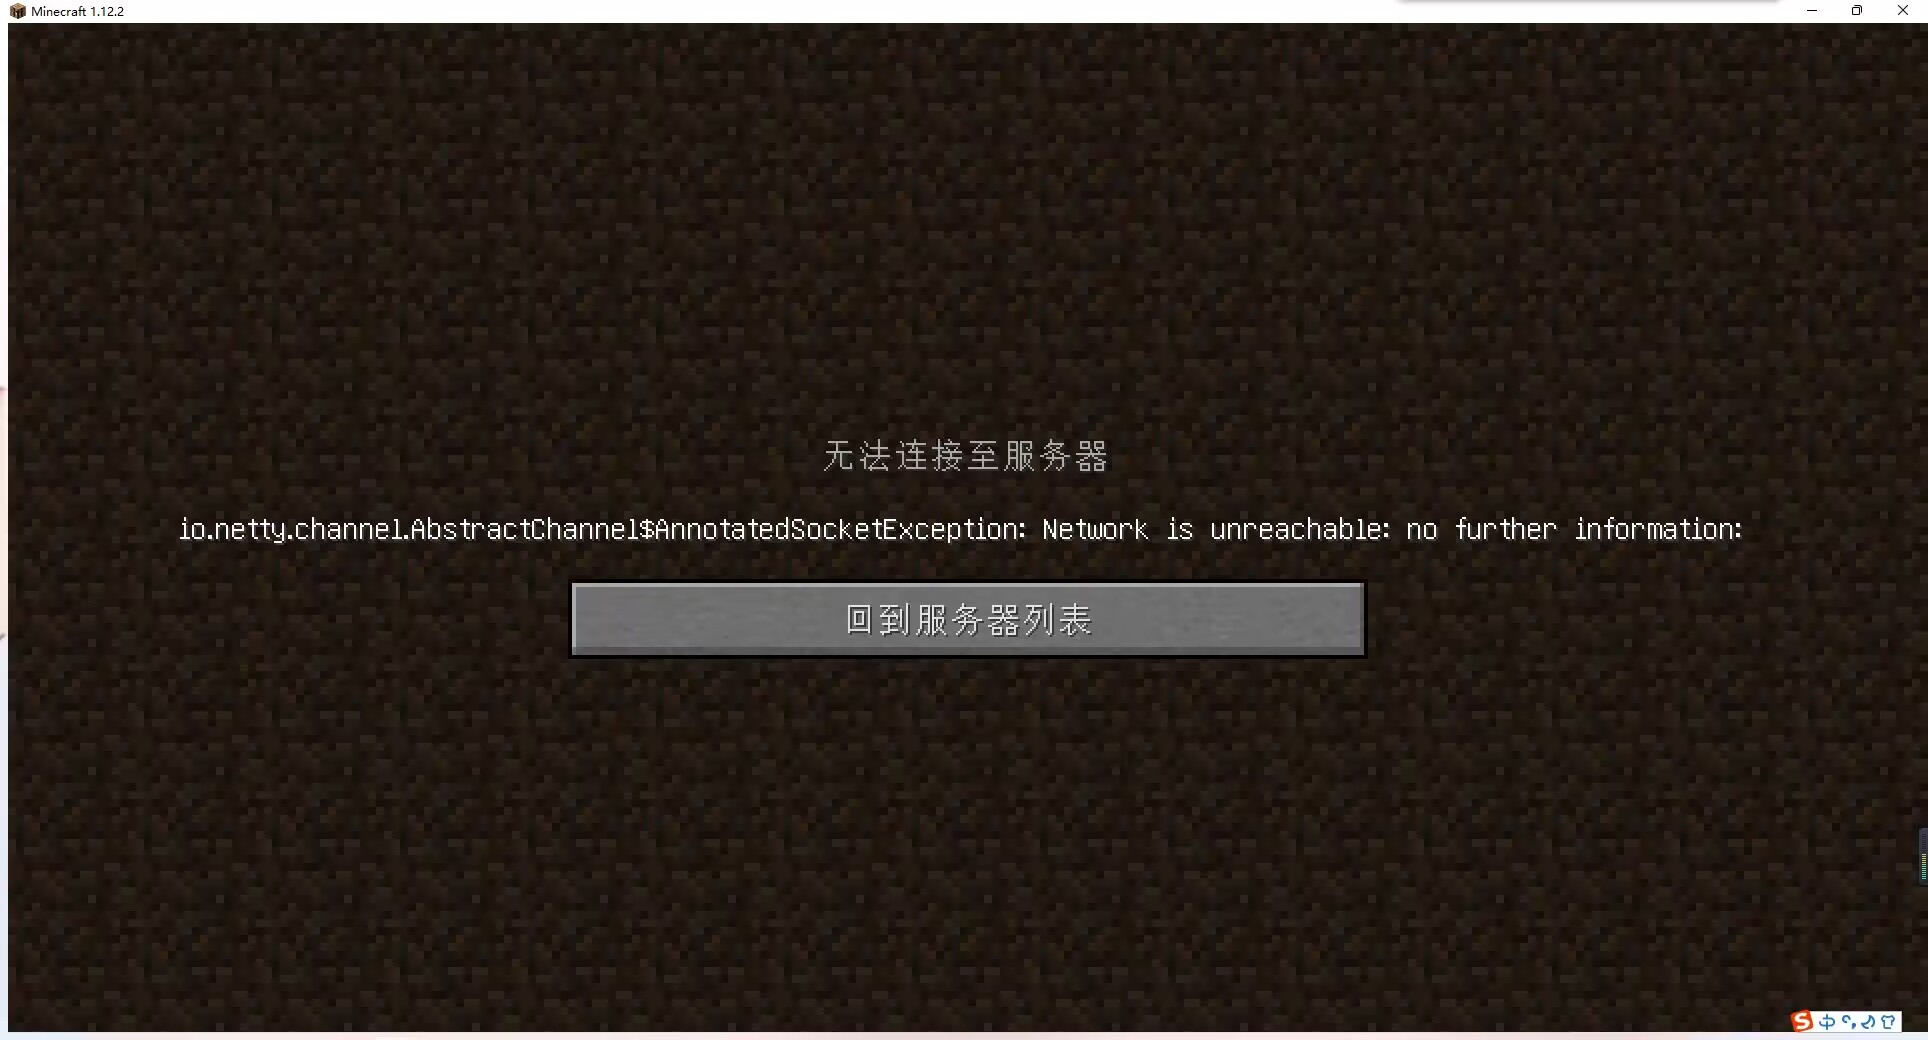 Minecraft 1.12.2
无法连接至服务器
io.netty.channel.AbstractChannel$AnnotatedSocketException: Network is unreachable: no further information:
回到服务器列表
中